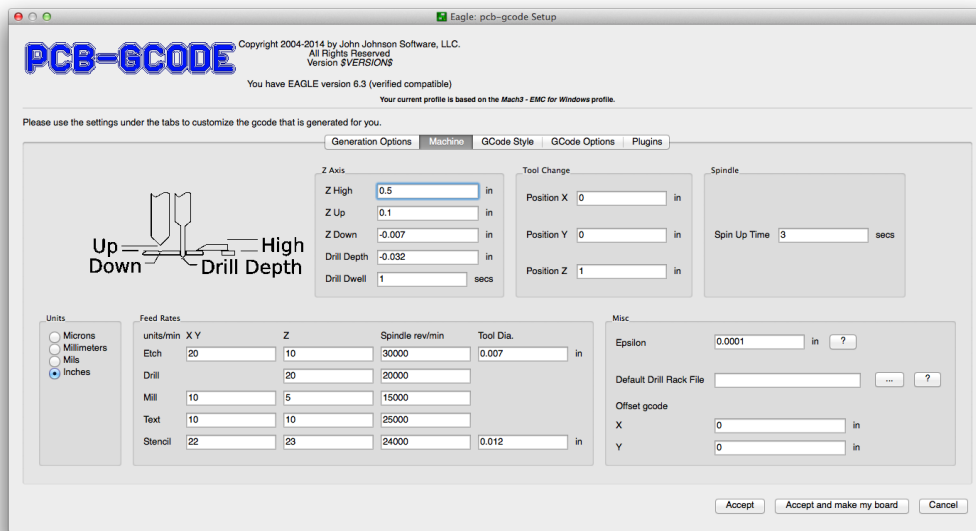 Eagle: pcb-gcode Setup
PCB-GCODE
Copyright 2004-2014 by John Johnson Software, LLC.
All Rights Reserved
Version $VERSION$
You have EAGLE version 6.3 (verified compatible)
Your current profile is based on the Mach3 - EMC for Windows profile.
Please use the settings under the tabs to customize the gcode that is generated for you.
Generation Options Machine GCode Style GCode Options Plugins
Up
Down
High
Drill Depth
Z Axis
Z High 0.5 in
Z Up 0.1 in
Z Down -0.007 in
Drill Depth -0.032 in
Drill Dwell 1 secs
Tool Change
Position X 0 in
Position Y 0 in
Position Z 1 in
Spindle
Spin Up Time 3 secs
Units
Microns
Millimeters
Mils
Inches
Feed Rates
units/min X Y Z Spindle rev/min Tool Dia.
Etch 20 10 30000 0.007 in
Drill 20 20000
Mill 10 5 15000
Text 10 10 25000
Stencil 22 23 24000 0.012 in
Misc
Epsilon 0.0001 in ?
Default Drill Rack File ... ?
Offset gcode
X 0 in
Y 0 in
Accept Accept and make my board Cancel